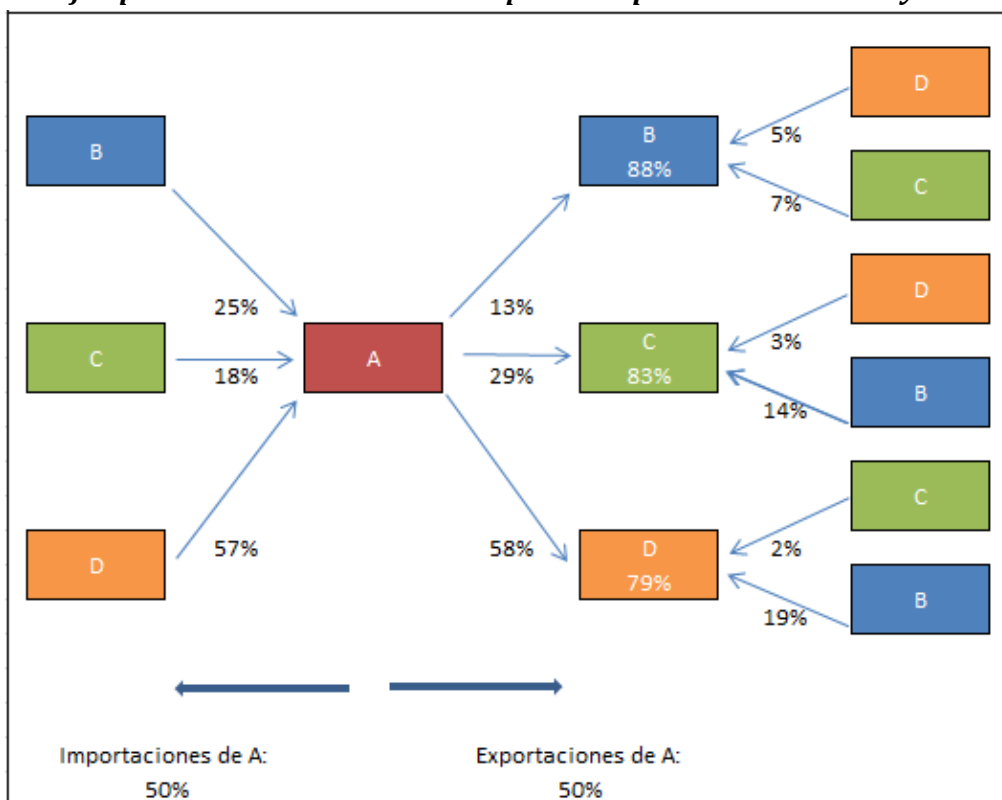 D
B
5%
B
88%
C
7%
D
25%
13%
C
3%
C
A
18%
29%
83%
B
14%
C
57%
58%
D
2%
D
79%
B
19%
Importaciones de A:
50%
Exportaciones de A:
50%